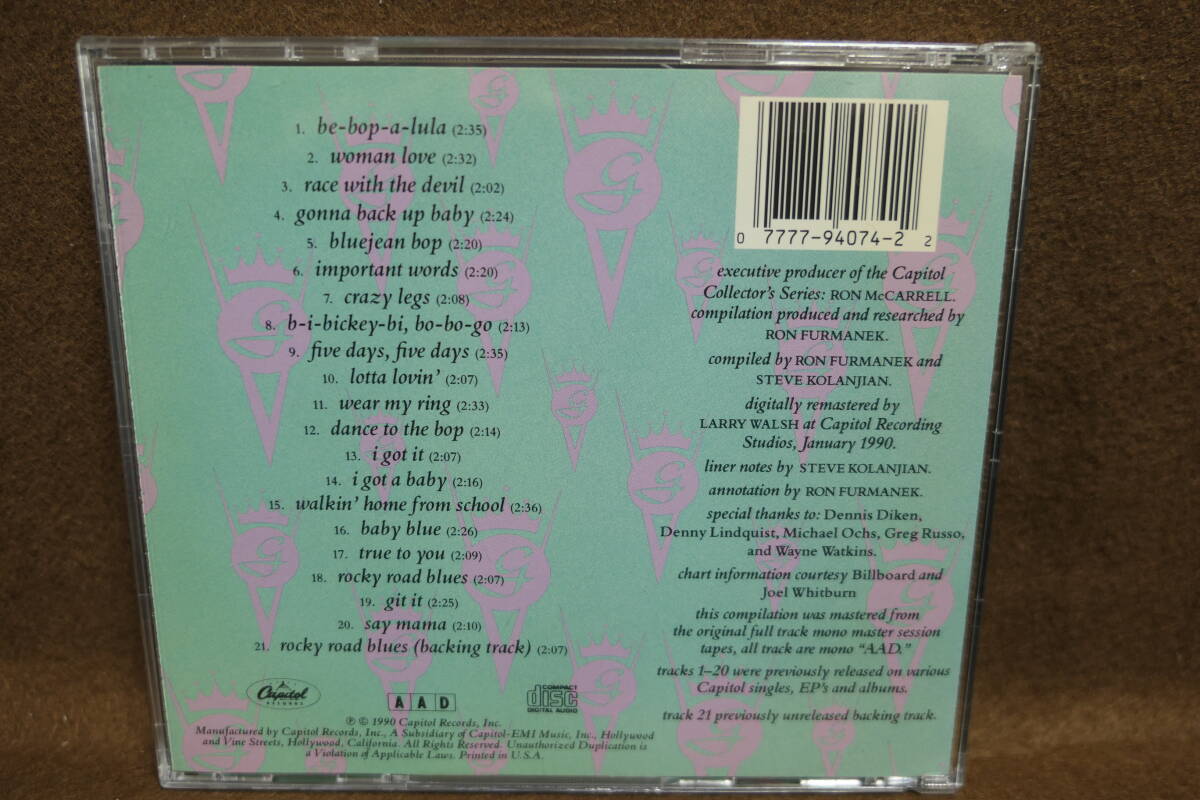 1. be-bop-a-lula (2:35)
2. woman love (2:32)
3. race with the devil (2:02)
4. gonna back up baby (2:24)
5. bluejean bop (2:20)
6. important words (2:20)
7. crazy legs (2:08)
8. b-i-bickey-bi, bo-bo-go (2:13)
9. five days, five days (2:35)
10. lotta lovin' (2:07)
11. wear my ring (2:33)
12. dance to the bop (2:14)
13. i got it (2:07)
14. i got a baby (2:16)
15. walkin' home from school (2:36)
16. baby blue (2:26)
17. true to you (2:09)
18. rocky road blues (2:07)
19. git it (2:25)
20. say mama (2:10)
21. rocky road blues (backing track) (2:07)
Capitol
RECORDS
AAD
COMPACT
disc
DIGITAL AUDIO
℗ © 1990 Capitol Records, Inc.
Manufactured by Capitol Records, Inc., A Subsidiary of Capitol-EMI Music, Inc., Hollywood
and Vine Streets, Hollywood, California. All Rights Reserved. Unauthorized Duplication is
a Violation of Applicable Laws. Printed in U.S.A.
0 7777-94074-2 2
executive producer of the Capitol
Collector's Series: RON McCARRELL.
compilation produced and researched by
RON FURMANEK.
compiled by RON FURMANEK and
STEVE KOLANJIAN.
digitally remastered by
LARRY WALSH at Capitol Recording
Studios, January 1990.
liner notes by STEVE KOLANJIAN.
annotation by RON FURMANEK.
special thanks to: Dennis Diken,
Denny Lindquist, Michael Ochs, Greg Russo,
and Wayne Watkins.
chart information courtesy Billboard and
Joel Whitburn
this compilation was mastered from
the original full track mono master session
tapes, all track are mono "AAD."
tracks 1–20 were previously released on various
Capitol singles, EP's and albums.
track 21 previously unreleased backing track.